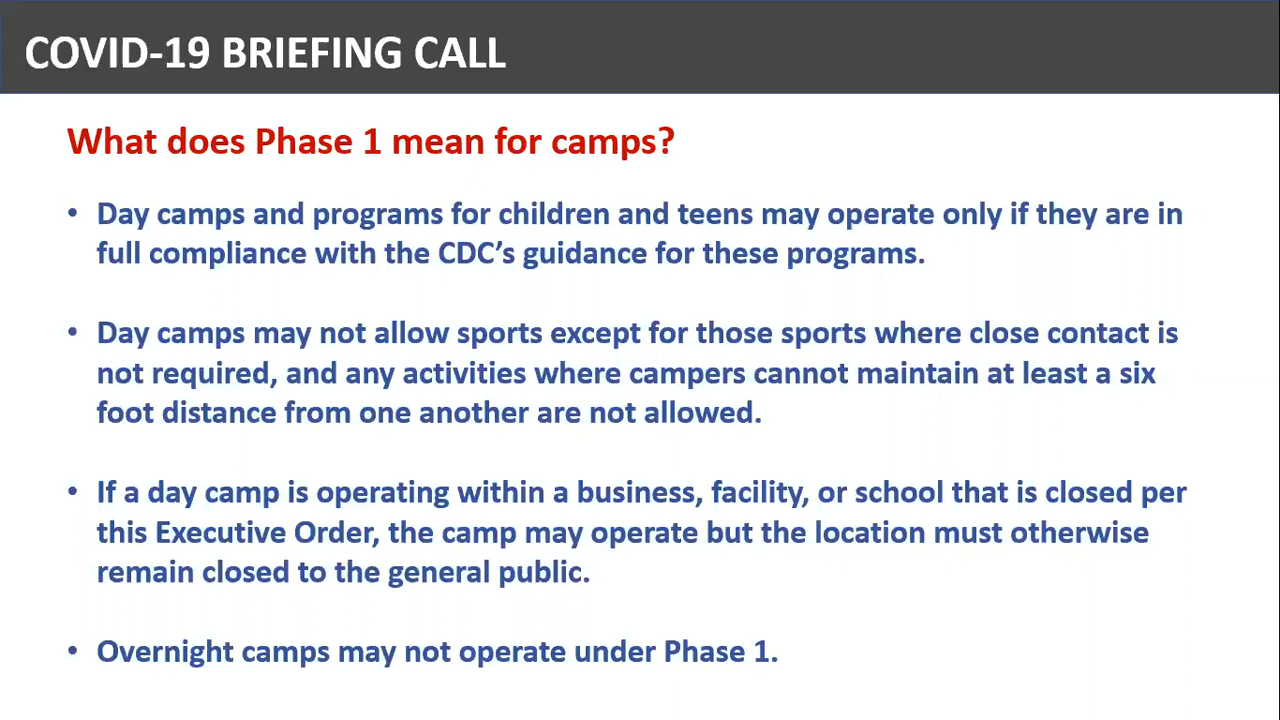 COVID-19 BRIEFING CALL
What does Phase 1 mean for camps?
• Day camps and programs for children and teens may operate only if they are in
full compliance with the CDC’s guidance for these programs.
• Day camps may not allow sports except for those sports where close contact is
not required, and any activities where campers cannot maintain at least a six
foot distance from one another are not allowed.
• If a day camp is operating within a business, facility, or school that is closed per
this Executive Order, the camp may operate but the location must otherwise
remain closed to the general public.
• Overnight camps may not operate under Phase 1.